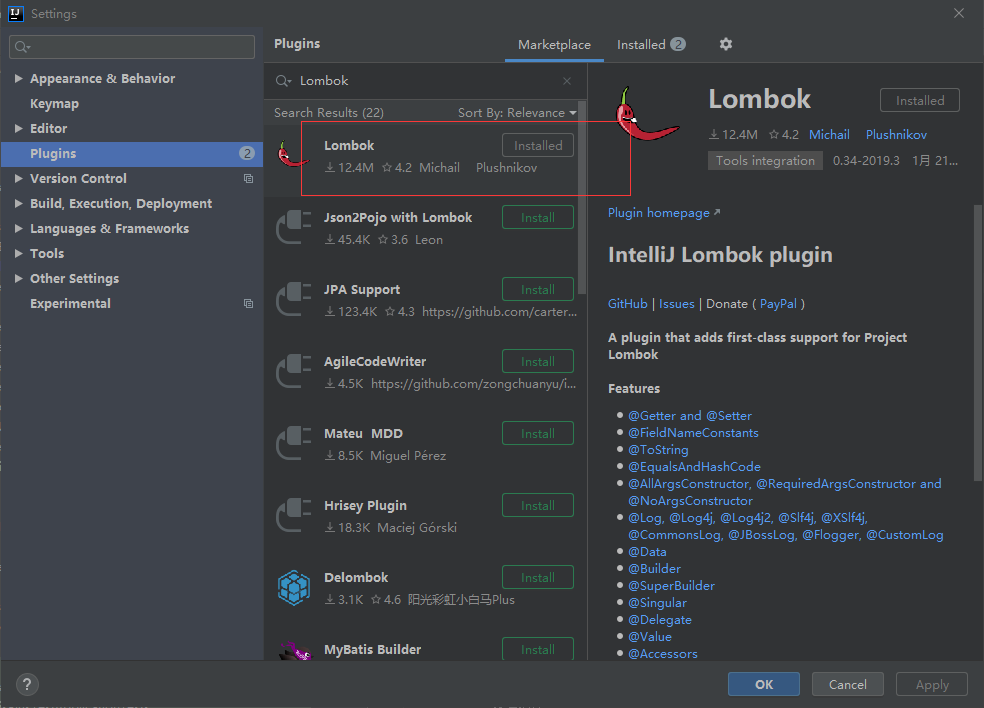 Settings
Plugins
Marketplace
Installed 2
Appearance & Behavior
Keymap
Editor
Plugins 2
Version Control
Build, Execution, Deployment
Languages & Frameworks
Tools
Other Settings
Experimental
Lombok
Search Results (22) Sort By: Relevance
Lombok Installed
12.4M 4.2 Michail Plushnikov
Json2Pojo with Lombok Install
45.4K 3.6 Leon
JPA Support Install
123.4K 4.3 https://github.com/carter...
AgileCodeWriter Install
4.5K https://github.com/zongchuanyu/i...
Mateu MDD Install
8.5K Miguel Pérez
Hrisey Plugin Install
18.3K Maciej Górski
Delombok Install
3.1K 4.6 阳光彩虹小白马Plus
MyBatis Builder Install
Lombok Installed
12.4M 4.2 Michail Plushnikov
Tools integration 0.34-2019.3 1月 21...
Plugin homepage
IntelliJ Lombok plugin
GitHub | Issues | Donate ( PayPal )
A plugin that adds first-class support for Project
Lombok
Features
@Getter and @Setter
@FieldNameConstants
@ToString
@EqualsAndHashCode
@AllArgsConstructor, @RequiredArgsConstructor and
@NoArgsConstructor
@Log, @Log4j, @Log4j2, @Slf4j, @XSlf4j,
@CommonsLog, @JBossLog, @Flogger, @CustomLog
@Data
@Builder
@SuperBuilder
@Singular
@Delegate
@Value
@Accessors
?
OK
Cancel
Apply